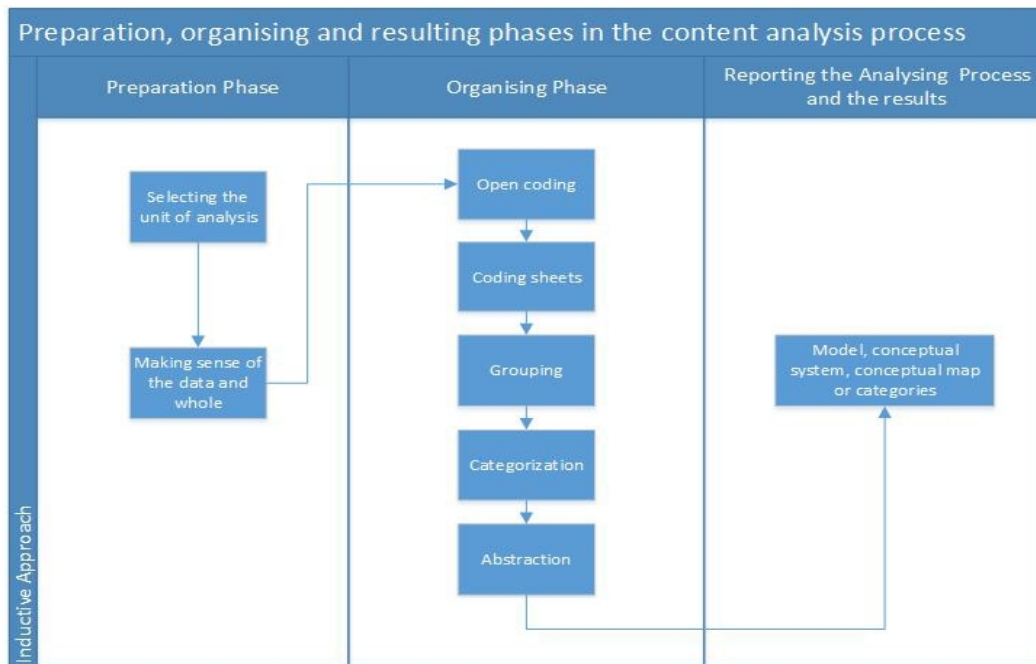 Preparation, organising and resulting phases in the content analysis process
Preparation Phase
Organising Phase
Reporting the Analysing Process
and the results
Inductive Approach
Selecting the
unit of analysis
Making sense of
the data and
whole
Open coding
Coding sheets
Grouping
Categorization
Abstraction
Model, conceptual
system, conceptual map
or categories